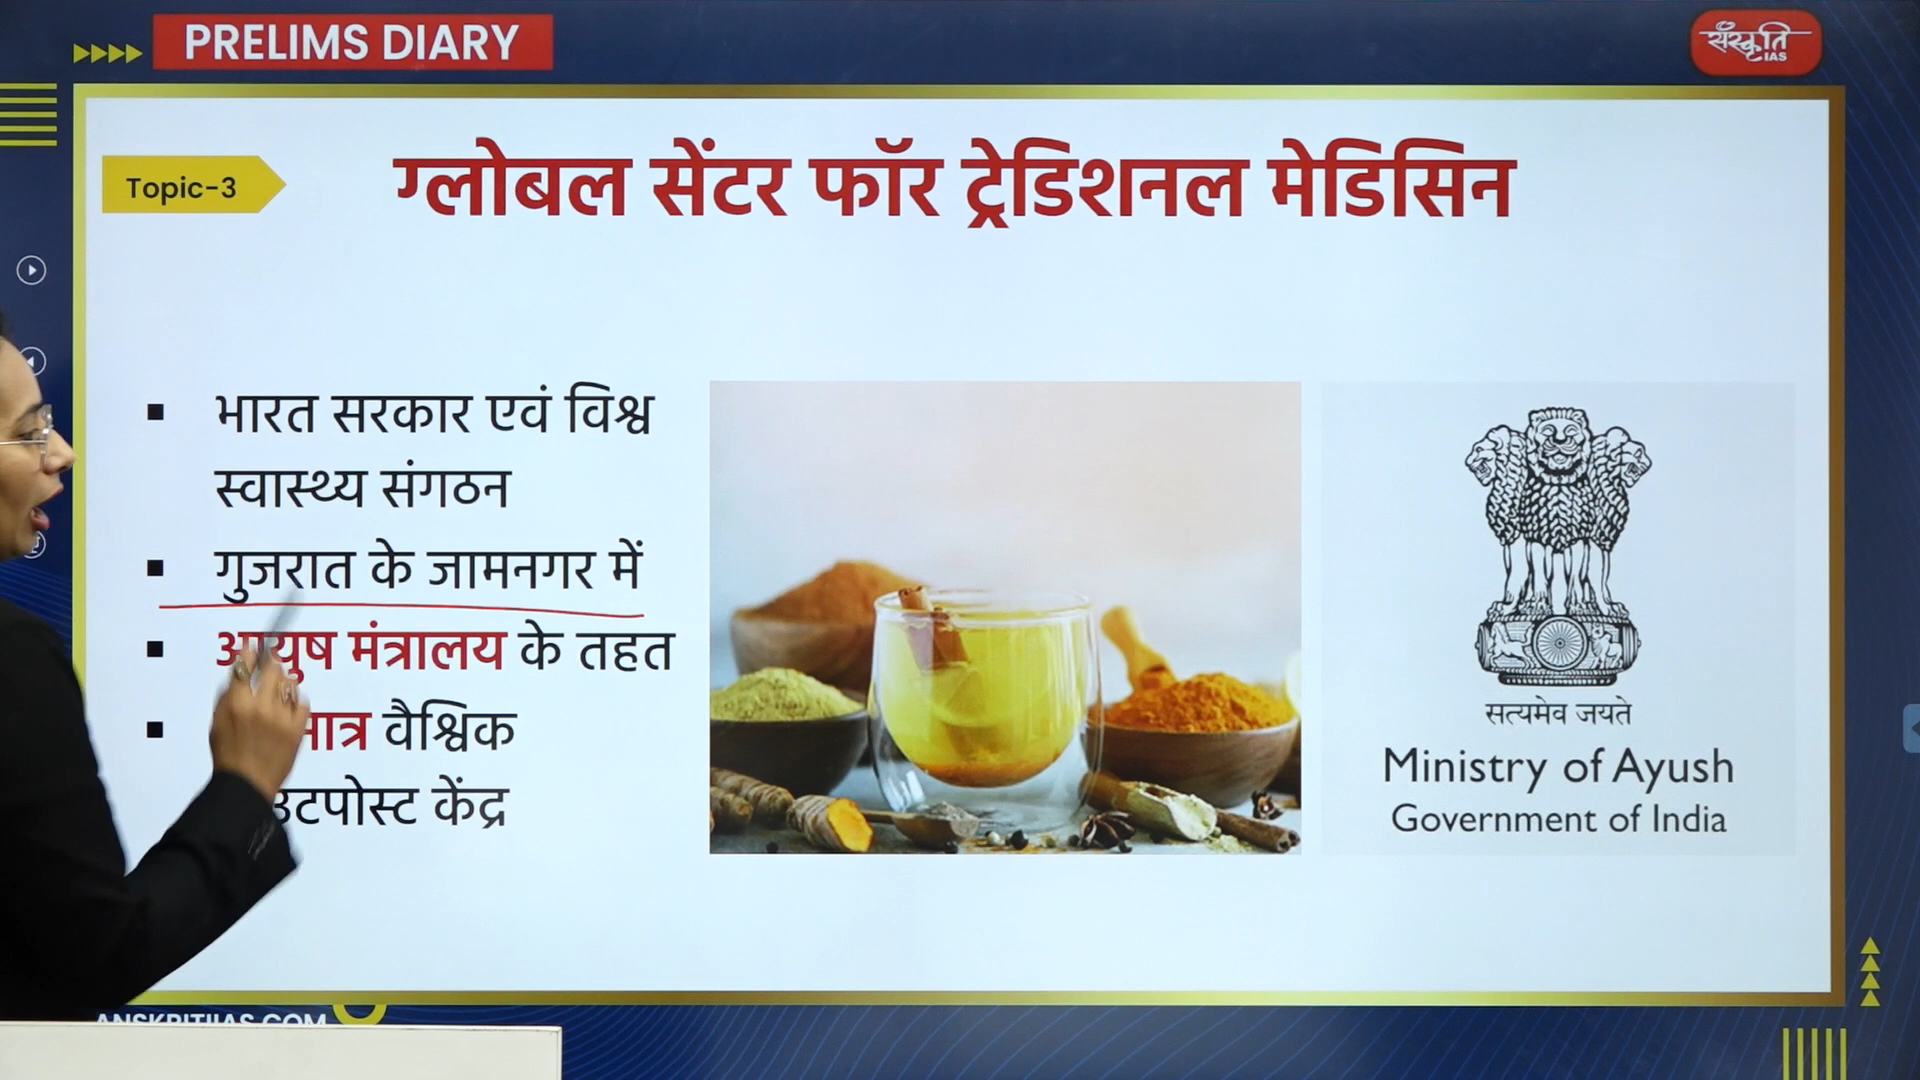 PRELIMS DIARY
संस्कृति
IAS
Topic-3
ग्लोबल सेंटर फॉर ट्रेडिशनल मेडिसिन
भारत सरकार एवं विश्व
स्वास्थ्य संगठन
गुजरात के जामनगर में
आयुष मंत्रालय के तहत
वैश्विक
केंद्र
सत्यमेव जयते
Ministry of Ayush
Government of India